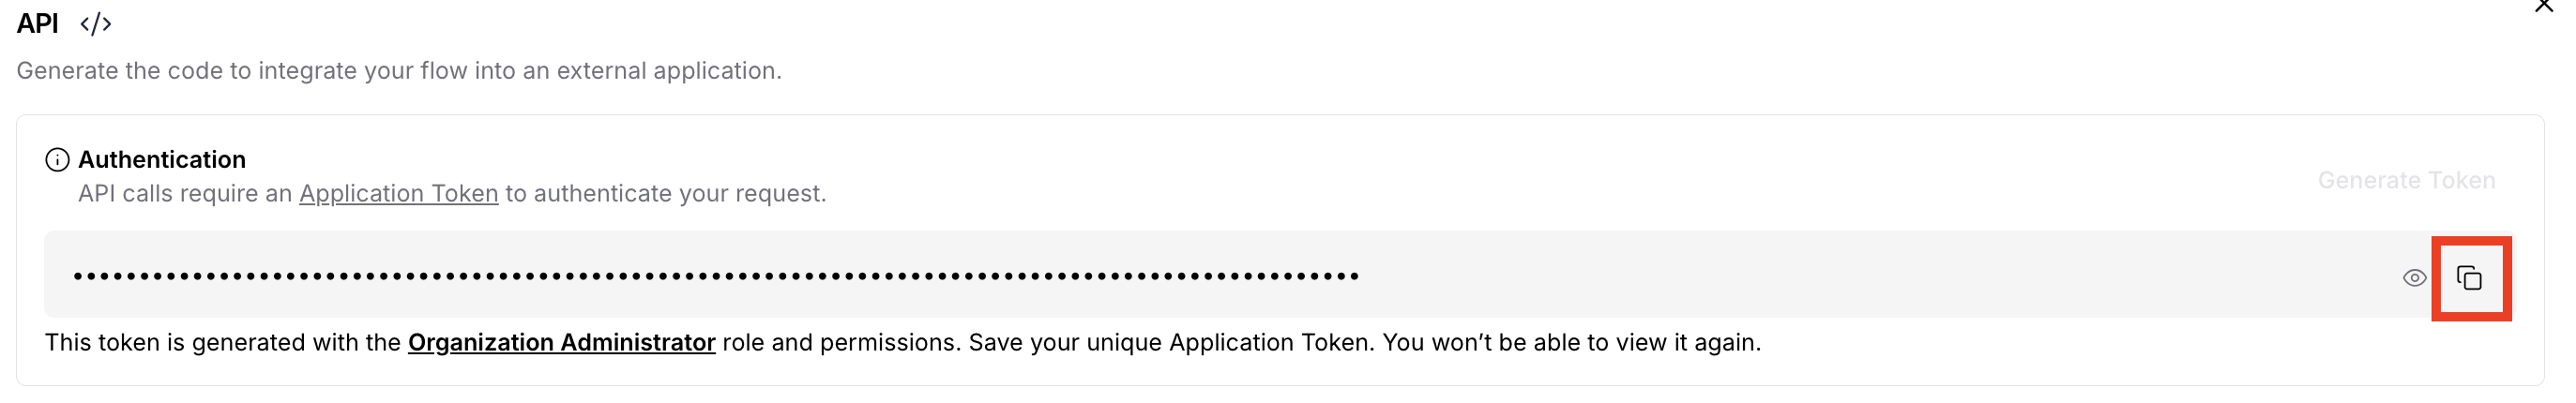 API </>
Generate the code to integrate your flow into an external application.
Authentication
API calls require an Application Token to authenticate your request.
Generate Token
••••••••••••••••••••••••••••••••••••••••••••••••••••••••••••••••••••••••••••••••••••••••••••••••••
This token is generated with the Organization Administrator role and permissions. Save your unique Application Token. You won’t be able to view it again.